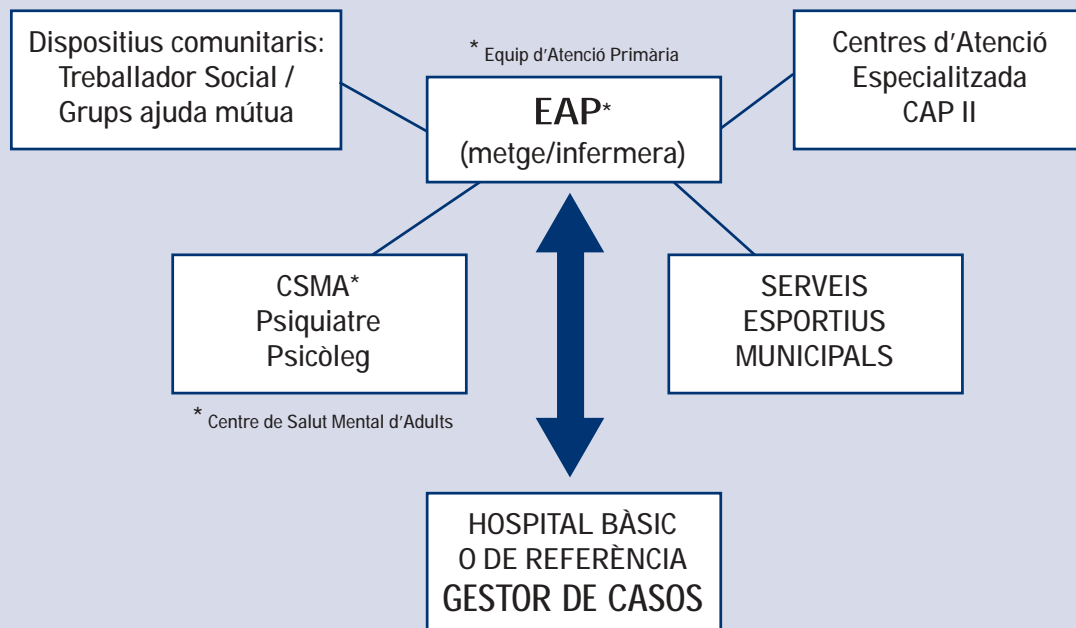 Dispositius comunitaris:
Treballador Social /
Grups ajuda mútua
* Equip d'Atenció Primària
EAP*
(metge/infermera)
Centres d'Atenció
Especialitzada
CAP II
CSMA*
Psiquiatre
Psicòleg
* Centre de Salut Mental d'Adults
SERVEIS
ESPORTIUS
MUNICIPALS
HOSPITAL BÀSIC
O DE REFERÈNCIA
GESTOR DE CASOS